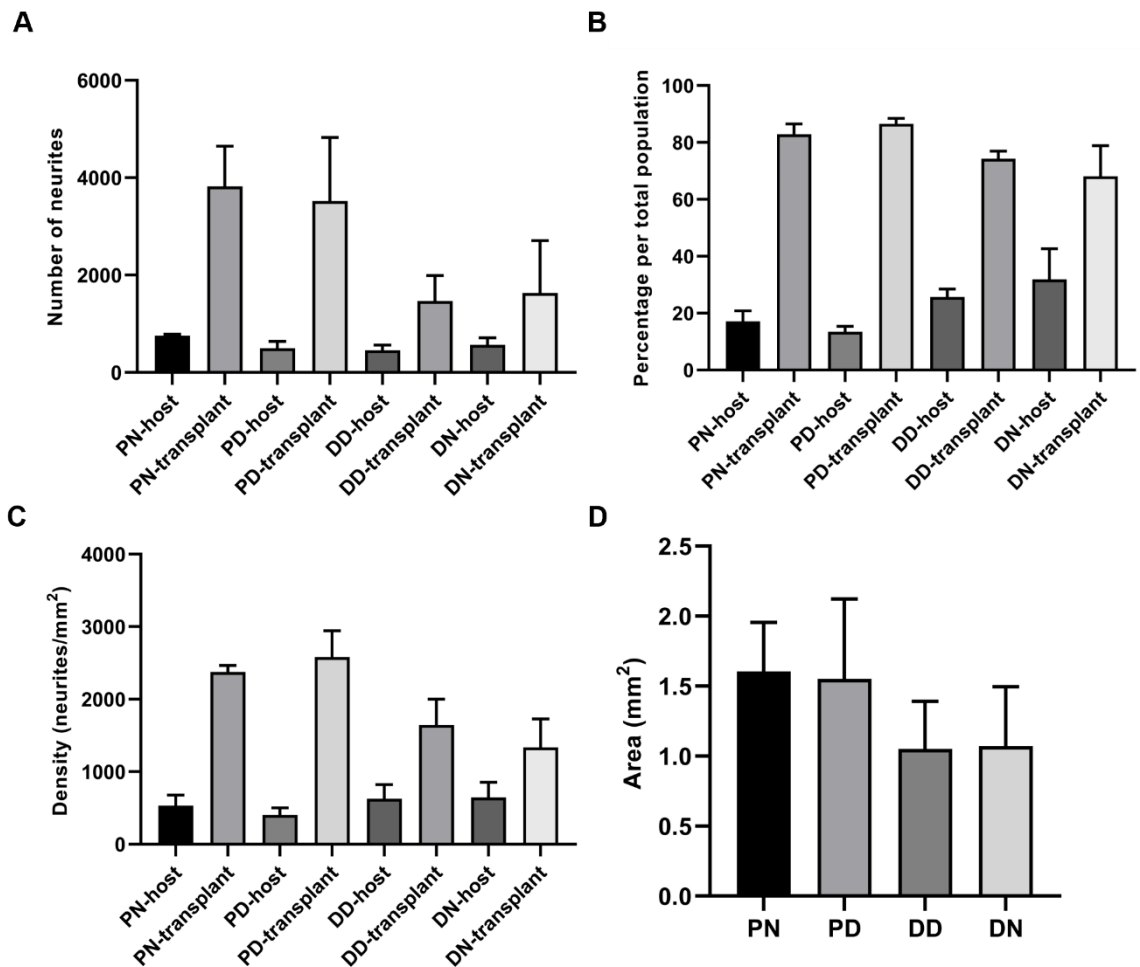 A
Number of neurites
6000
4000
2000
0
PN-host
PN-transplant
PD-host
PD-transplant
DD-host
DD-transplant
DN-host
DN-transplant
B
Percentage per total population
100
80
60
40
20
0
PN-host
PN-transplant
PD-host
PD-transplant
DD-host
DD-transplant
DN-host
DN-transplant
C
Density (neurites/mm²)
4000
3000
2000
1000
0
PN-host
PN-transplant
PD-host
PD-transplant
DD-host
DD-transplant
DN-host
DN-transplant
D
Area (mm²)
2.5
2.0
1.5
1.0
0.5
0.0
PN PD DD DN